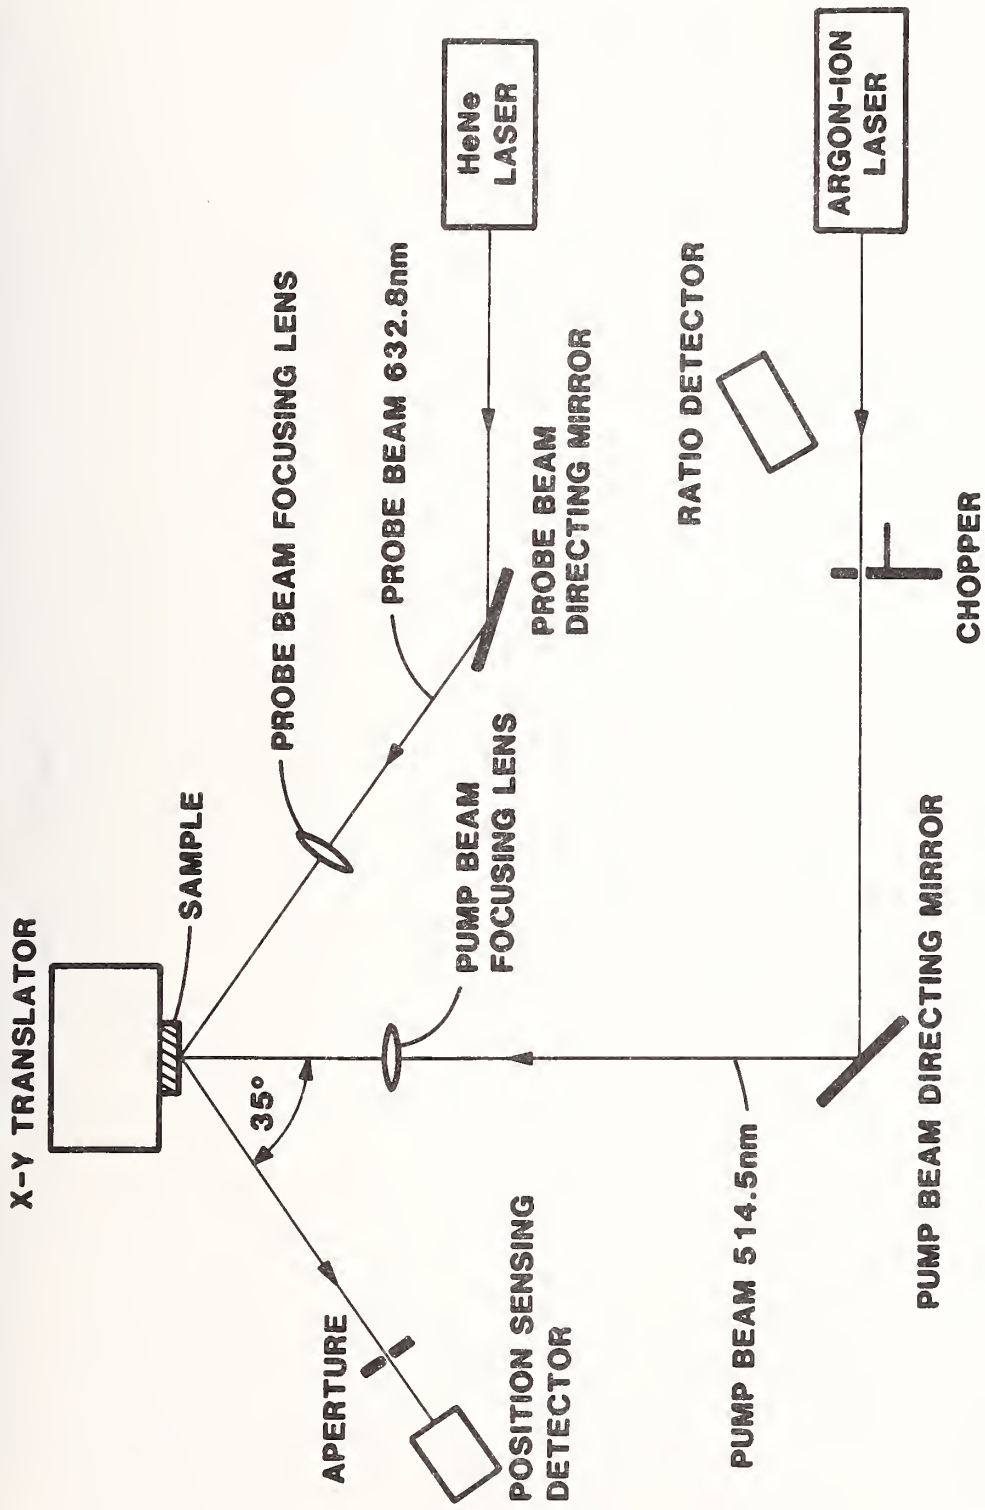 X-Y TRANSLATOR
SAMPLE
PROBE BEAM FOCUSING LENS
PROBE BEAM 632.8nm
HeNe
LASER
35°
PUMP BEAM
FOCUSING LENS
PROBE BEAM
DIRECTING MIRROR
APERTURE
POSITION SENSING
DETECTOR
RATIO DETECTOR
ARGON-ION
LASER
PUMP BEAM 514.5nm
CHOPPER
PUMP BEAM DIRECTING MIRROR